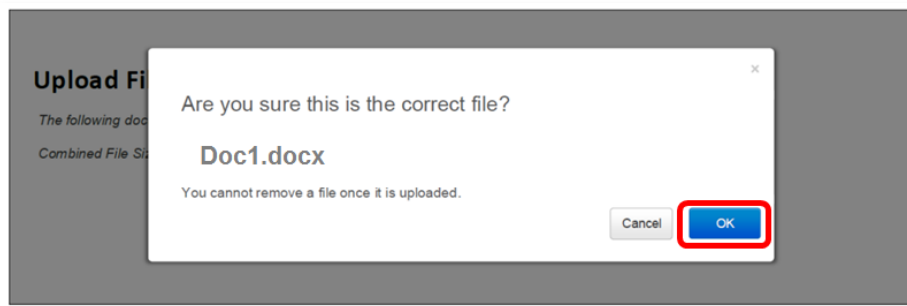 Upload Fi
×
Are you sure this is the correct file?
The following doc
Combined File Si
Doc1.docx
You cannot remove a file once it is uploaded.
Cancel OK